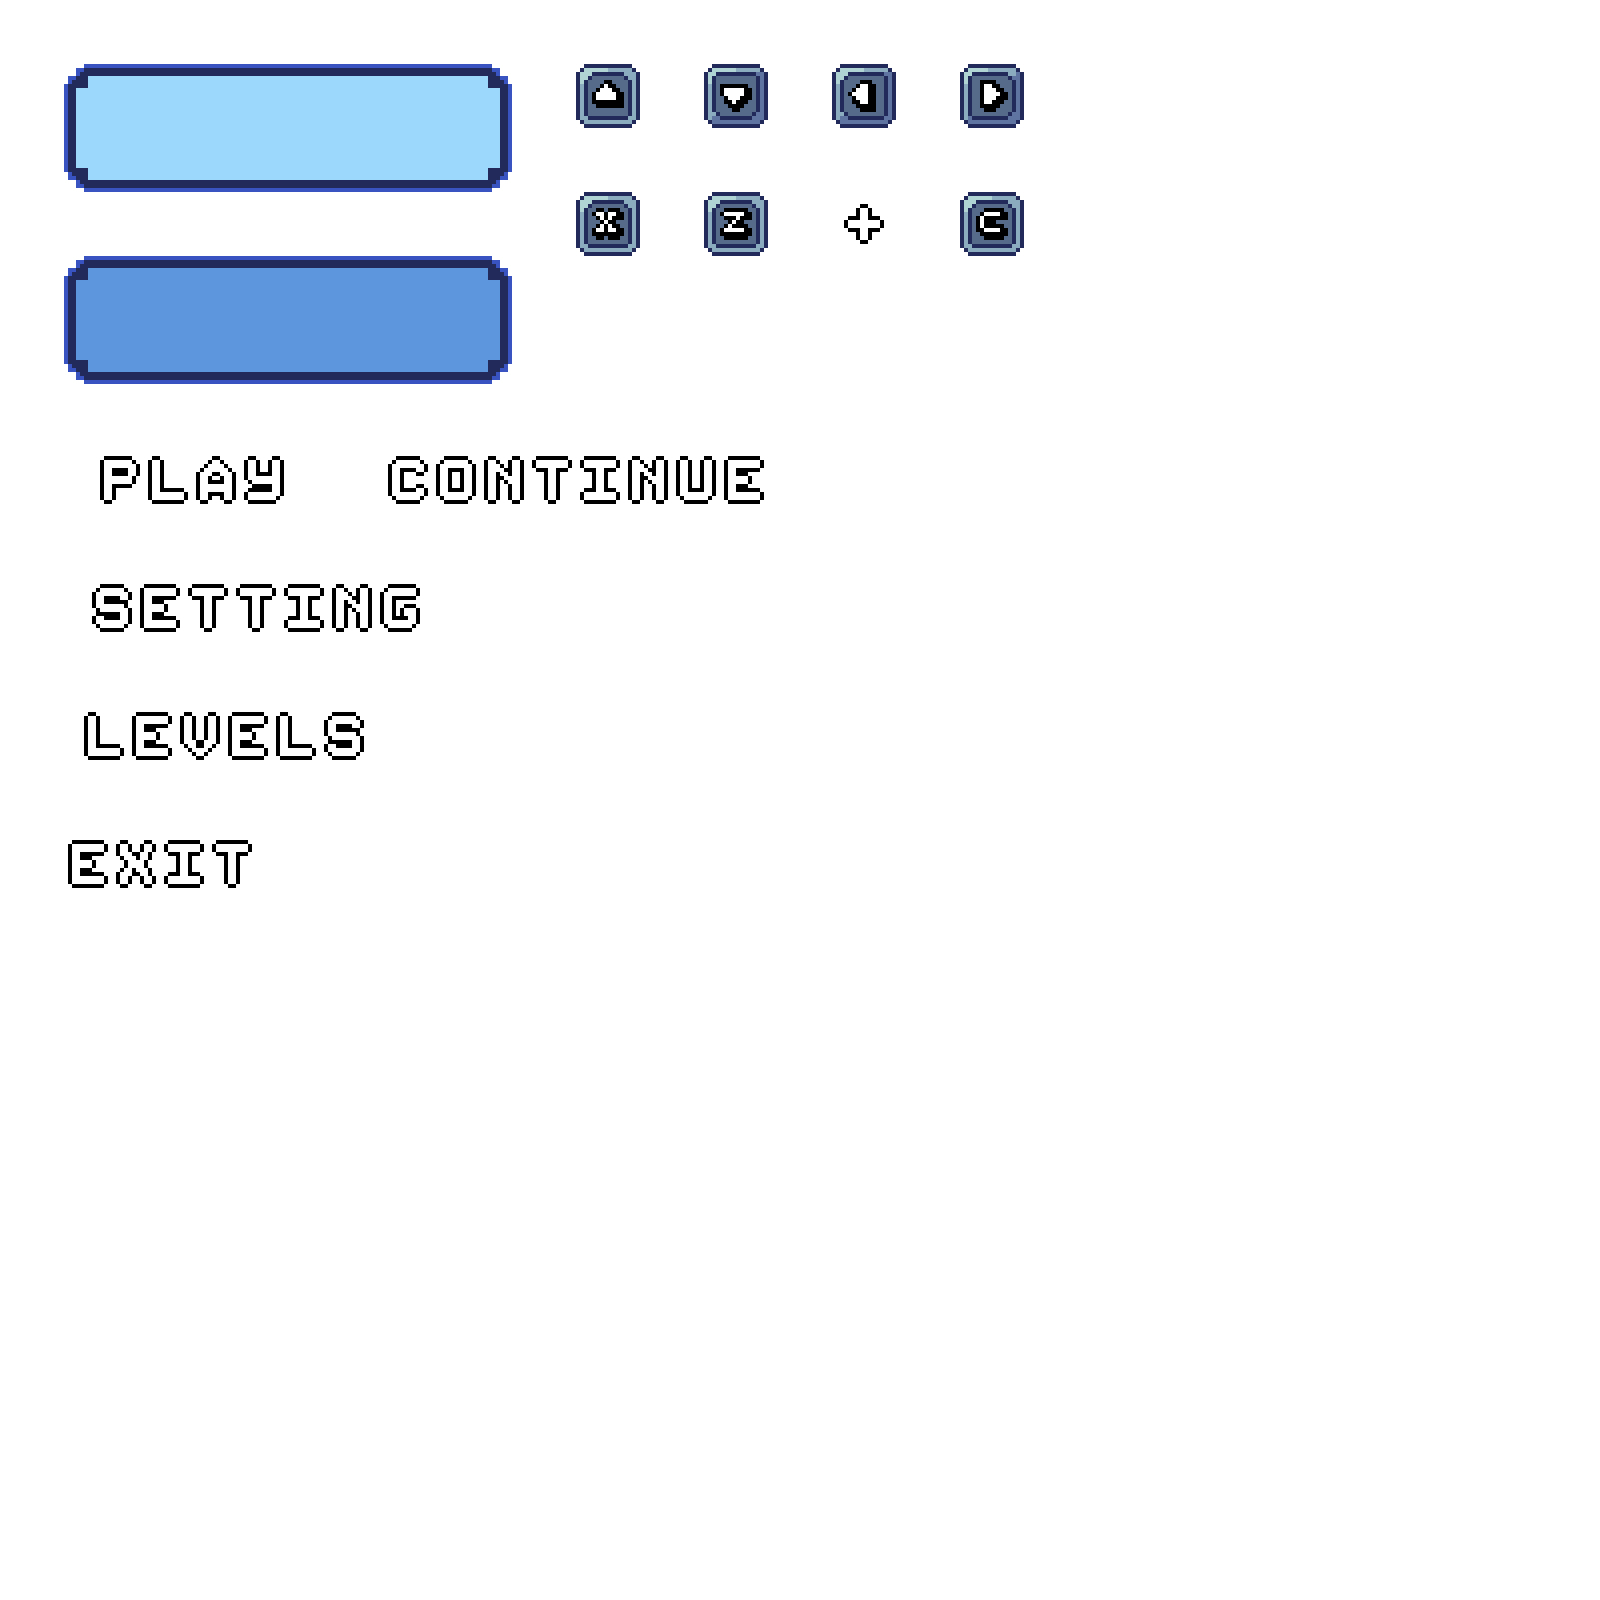 X Z + C
PLAY CONTINUE
SETTING
LEVELS
EXIT